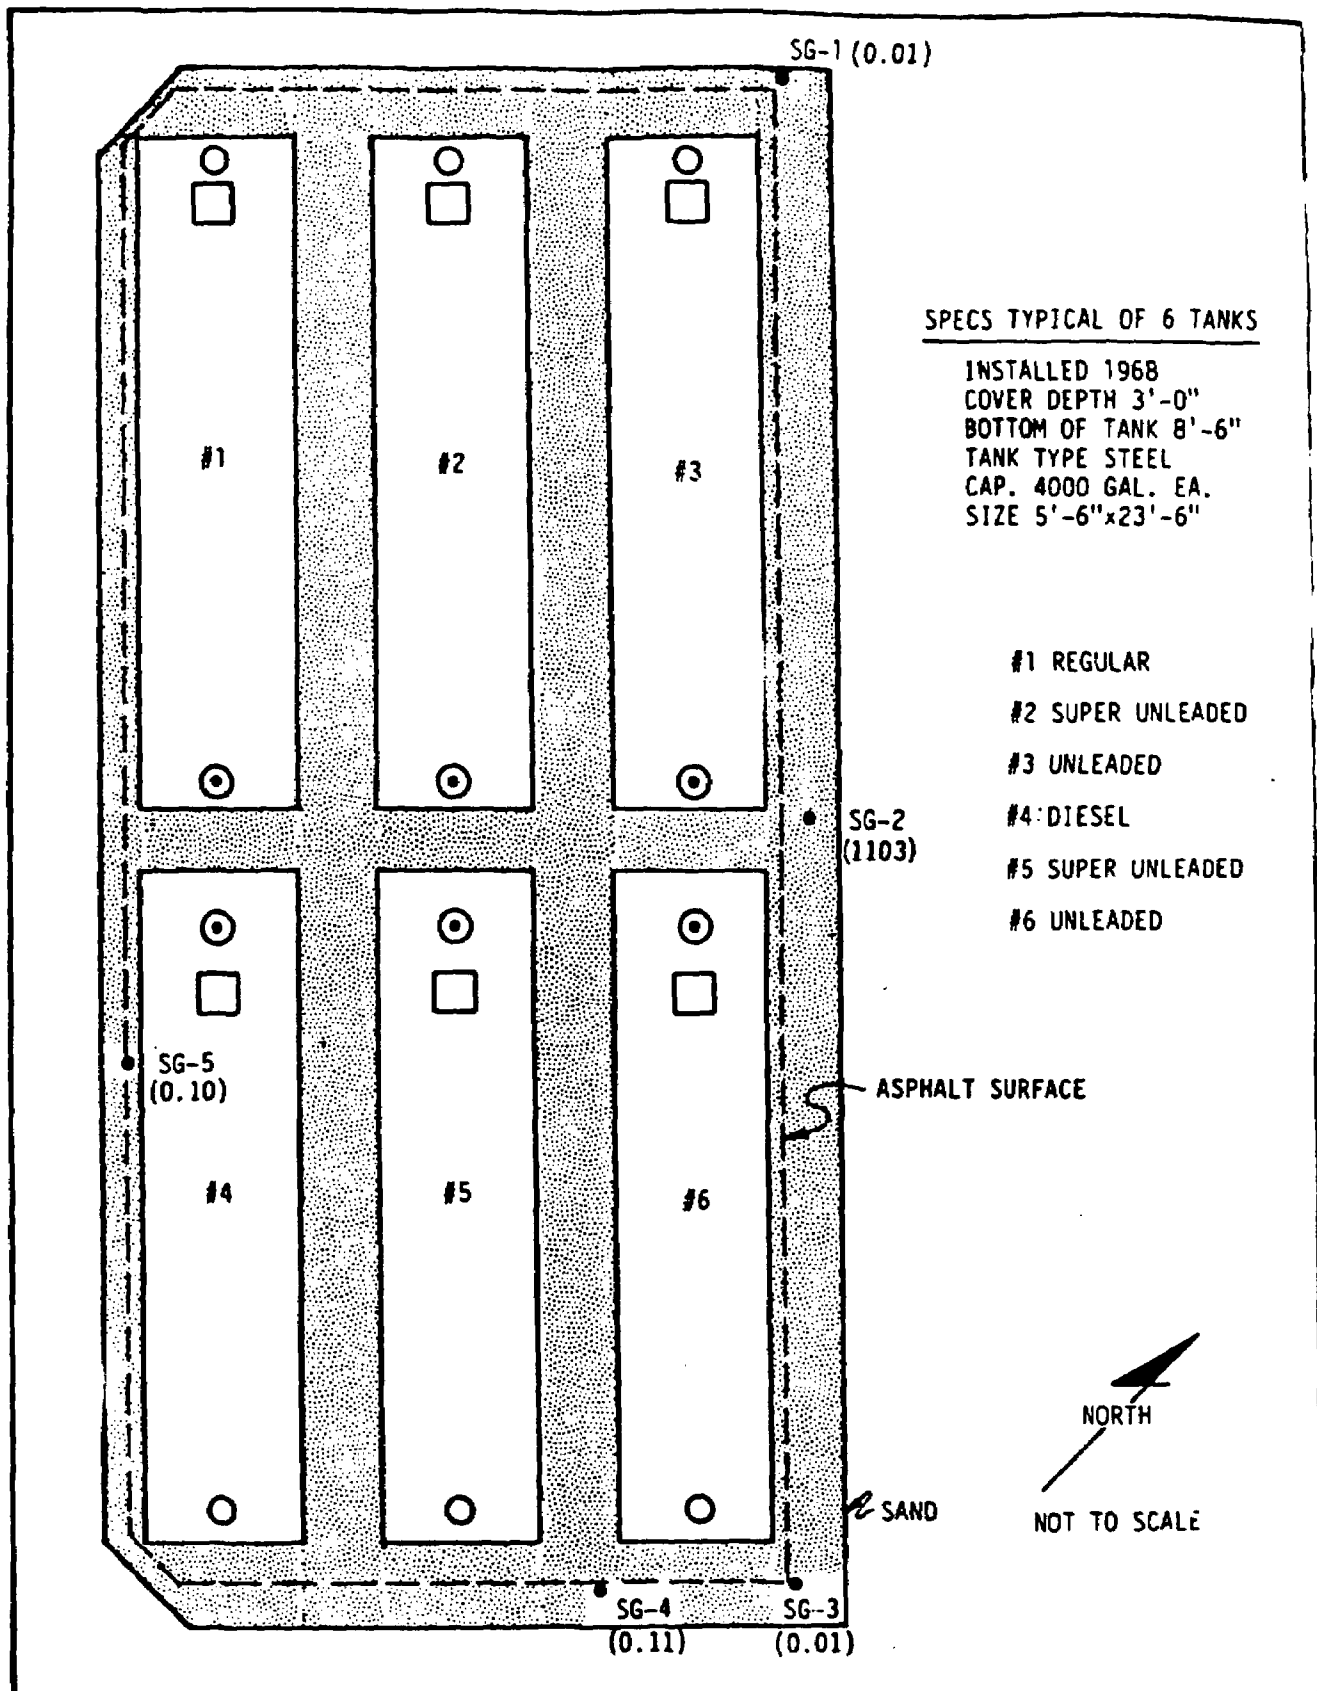 SG-1 (0.01)
SPECS TYPICAL OF 6 TANKS
INSTALLED 1968
COVER DEPTH 3'-0"
BOTTOM OF TANK 8'-6"
TANK TYPE STEEL
CAP. 4000 GAL. EA.
SIZE 5'-6"x23'-6"
#1
#2
#3
#1 REGULAR
#2 SUPER UNLEADED
#3 UNLEADED
#4 DIESEL
#5 SUPER UNLEADED
#6 UNLEADED
SG-2
(1103)
SG-5
(0.10)
ASPHALT SURFACE
#4
#5
#6
NORTH
SAND
NOT TO SCALE
SG-4
(0.11)
SG-3
(0.01)